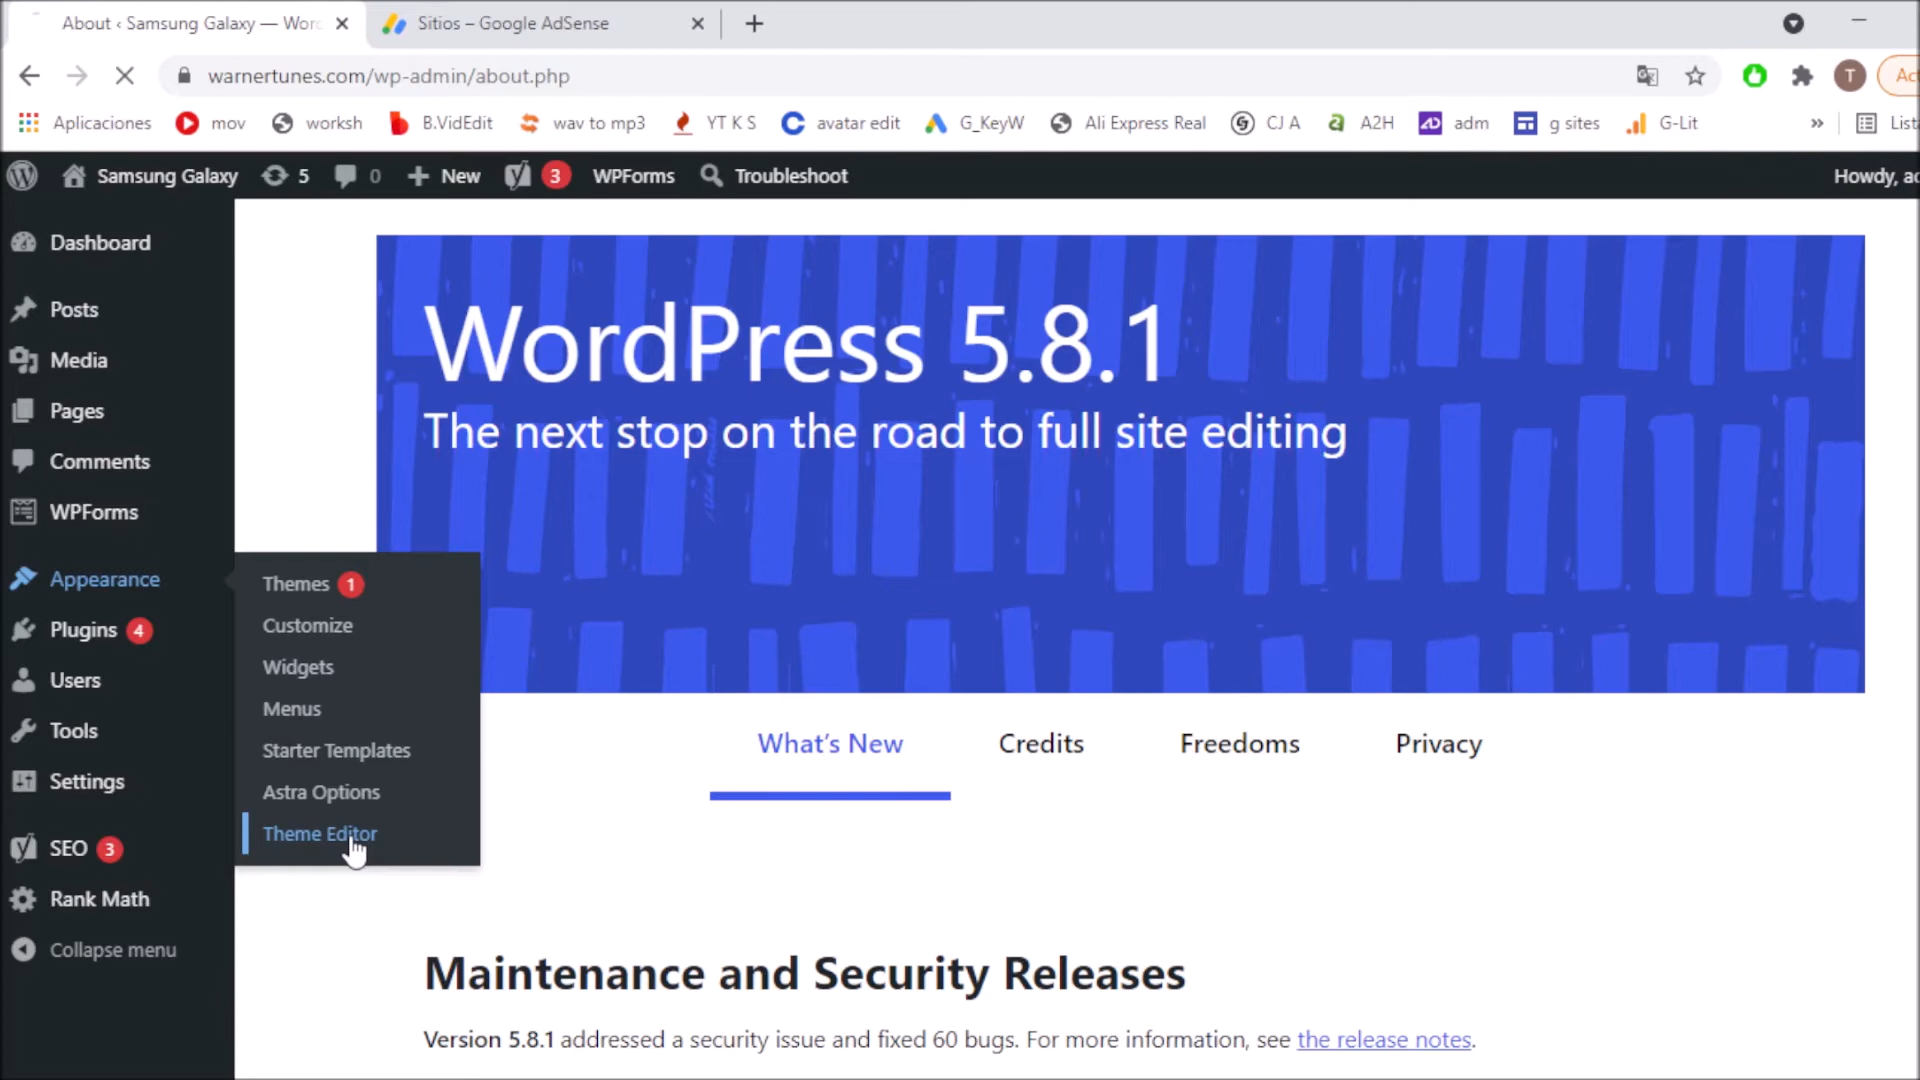 About ‹ Samsung Galaxy — Word
Sitios – Google AdSense
warnertunes.com/wp-admin/about.php
T
Act
Aplicaciones
mov
worksh
B.VidEdit
wav to mp3
YT K S
avatar edit
G_KeyW
Ali Express Real
CJ A
A2H
adm
g sites
G-Lit
»
Samsung Galaxy
5
0
New
3
WPForms
Troubleshoot
Howdy,
Dashboard
Posts
Media
Pages
Comments
WPForms
Appearance
Plugins 4
Users
Tools
Settings
SEO 3
Rank Math
Collapse menu
Themes 1
Customize
Widgets
Menus
Starter Templates
Astra Options
Theme Editor
WordPress 5.8.1
The next stop on the road to full site editing
What's New
Credits
Freedoms
Privacy
Maintenance and Security Releases
Version 5.8.1 addressed a security issue and fixed 60 bugs. For more information, see the release notes.